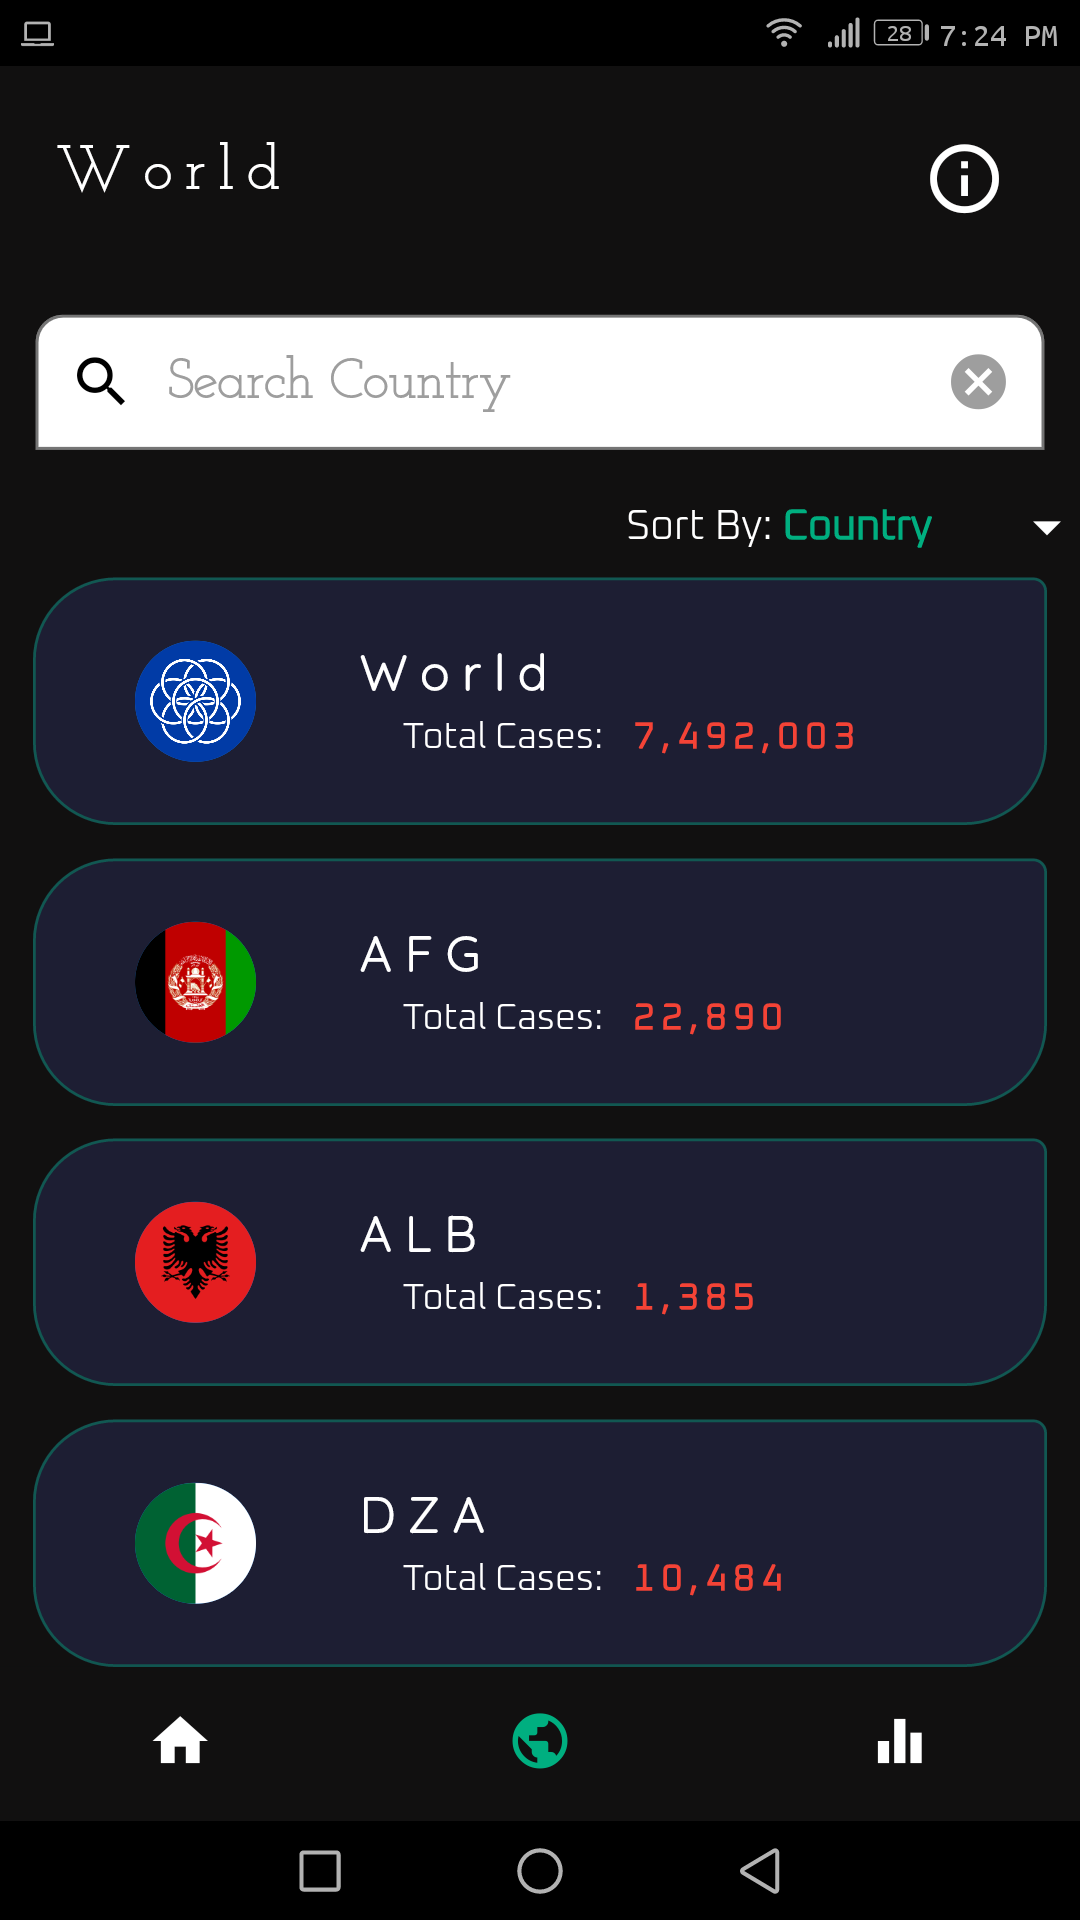 28 7:24 PM
World
Search Country
Sort By: Country
World
Total Cases: 7,492,003
AFG
Total Cases: 22,890
ALB
Total Cases: 1,385
DZA
Total Cases: 10,484